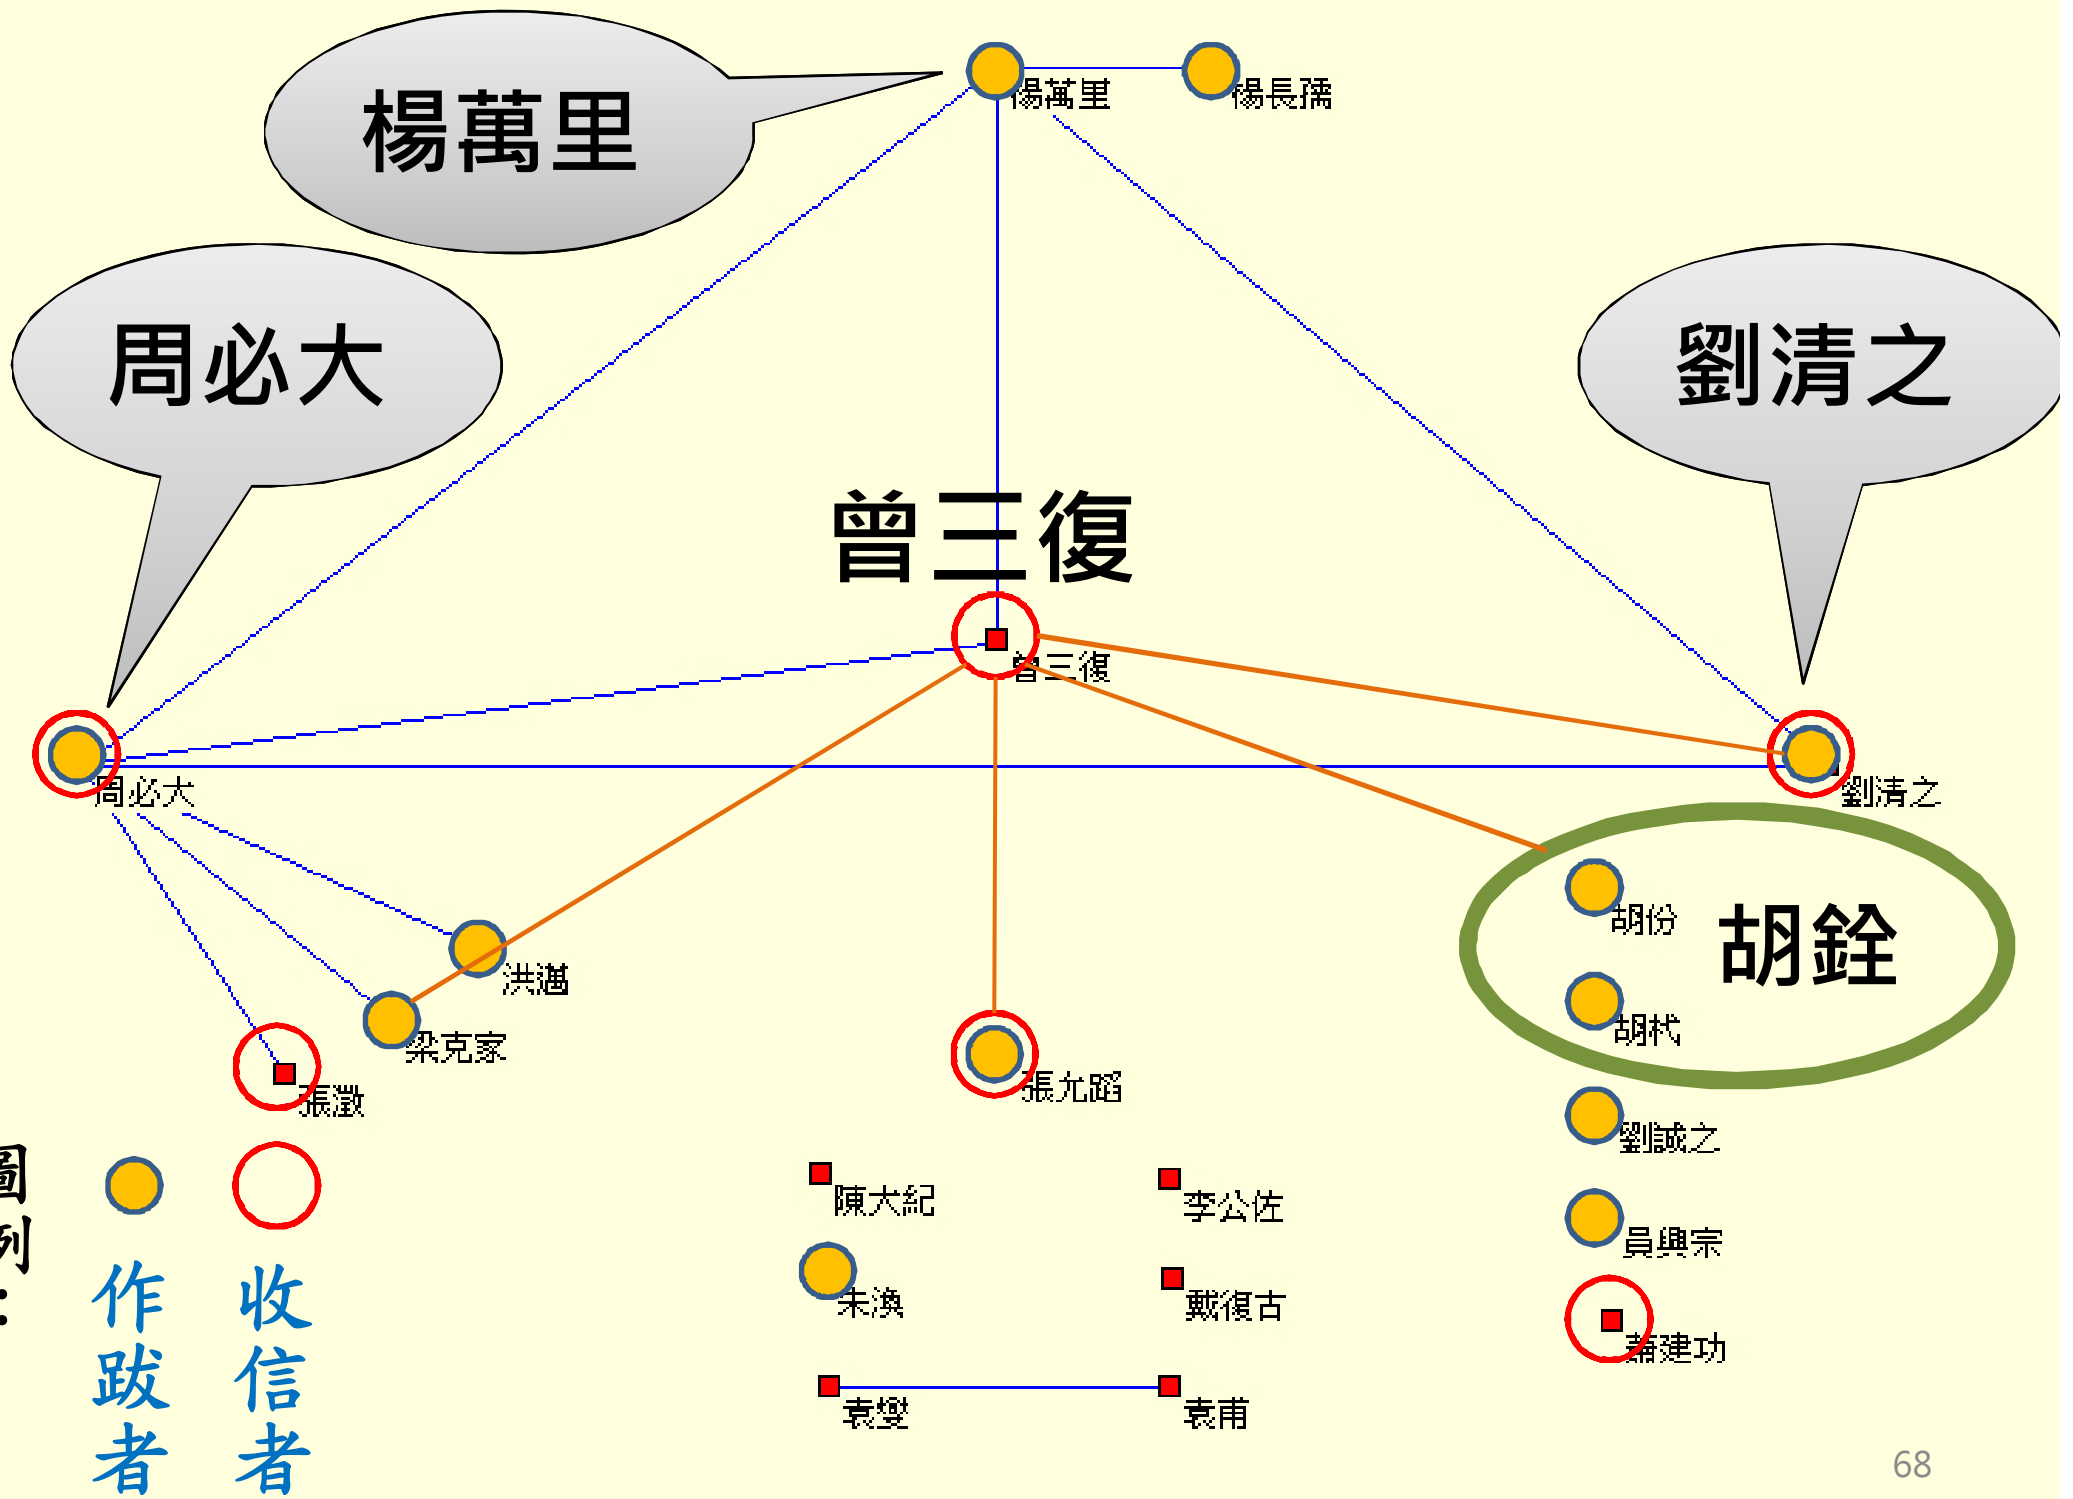 楊萬里
楊萬里
楊長孺
周必大
劉清之
曾三復
曾三復
周必大
劉清之
胡份
胡銓
洪邁
胡杙
梁克家
張澂
張允蹈
劉誠之
圖例：
陳大紀
李公佐
員興宗
朱渙
戴復古
蕭建功
袁燮
袁甫
作跋者
收信者
68